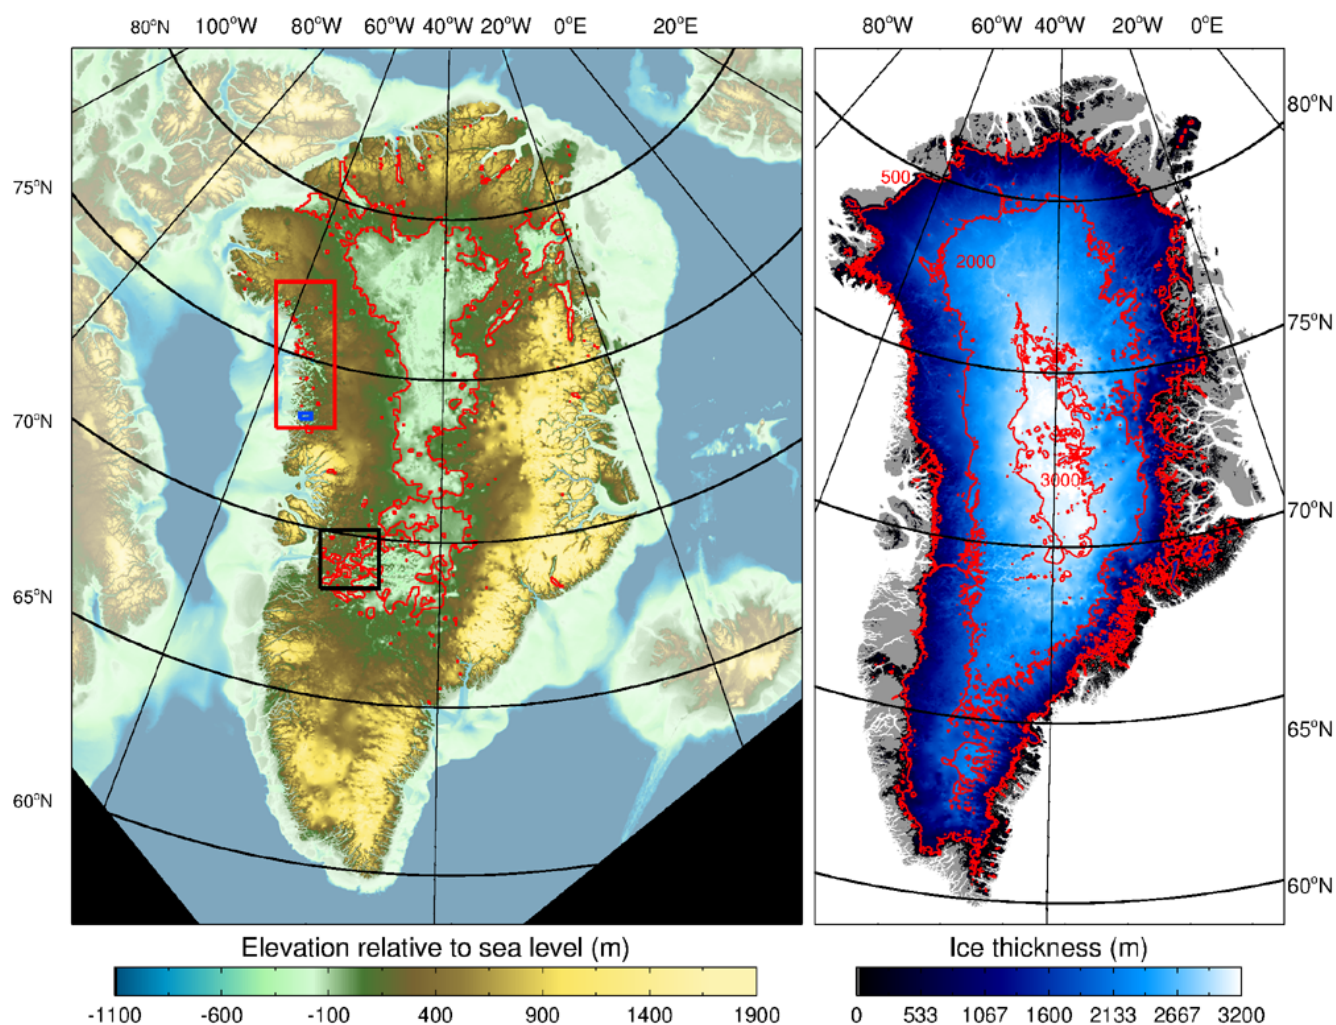 80°N 100°W 80°W 60°W 40°W 20°W 0°E 20°E
80°W 60°W 40°W 20°W 0°E
80°N
75°N
500
2000
75°N
70°N
3000
70°N
65°N
65°N
60°N
60°N
Elevation relative to sea level (m)
-1100 -600 -100 400 900 1400 1900
Ice thickness (m)
0 533 1067 1600 2133 2667 3200